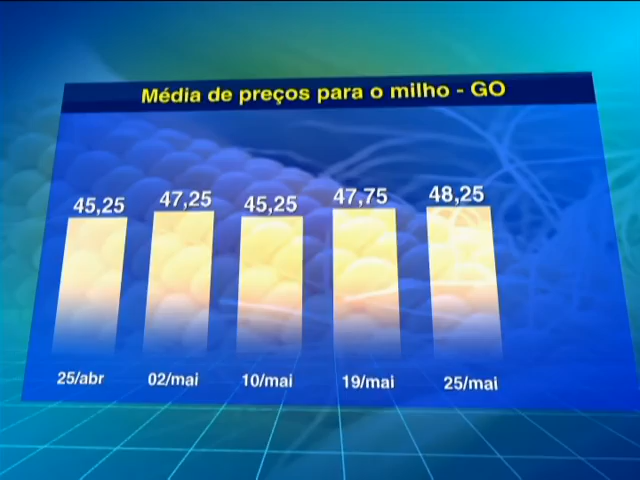 Média de preços para o milho - GO
45,25 47,25 45,25 47,75 48,25
25/abr 02/mai 10/mai 19/mai 25/mai